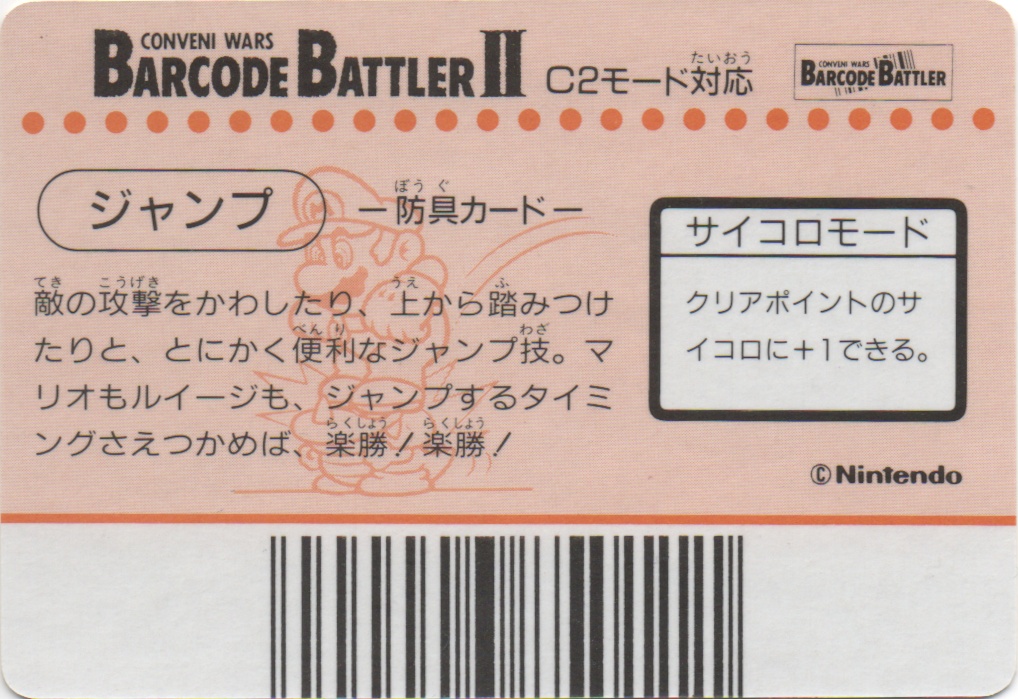 CONVENI WARS
BARCODE BATTLER II C2モード対応
たいおう
CONVENI WARS
BARCODE BATTLER
ジャンプ
ぼうぐ
－防具カード－
てき こうげき うえ ふ
敵の攻撃をかわしたり、上から踏みつけ
べんり わざ
たりと、とにかく便利なジャンプ技。マ
リオもルイージも、ジャンプするタイミ
らくしょう らくしょう
ングさえつかめば、楽勝！楽勝！
サイコロモード
クリアポイントのサ
イコロに＋1できる。
©Nintendo